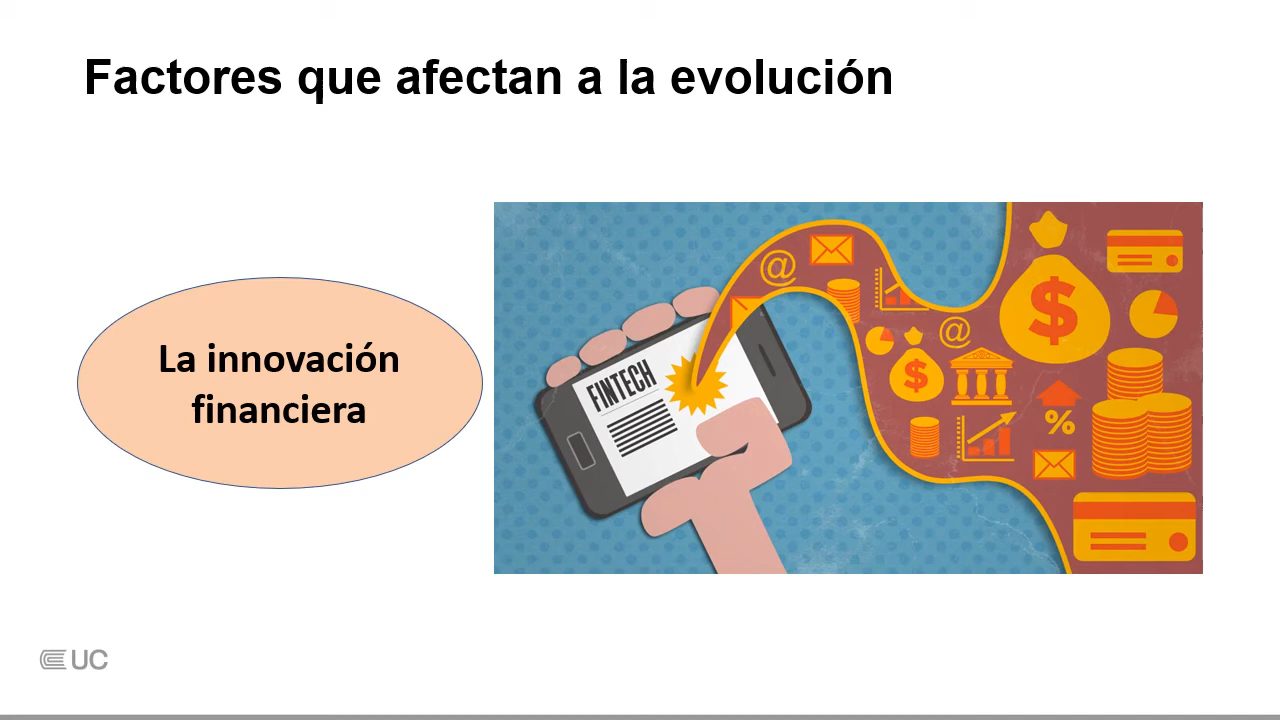 Factores que afectan a la evolución
La innovación
financiera
FINTECH
@
$
@
$
%
UC